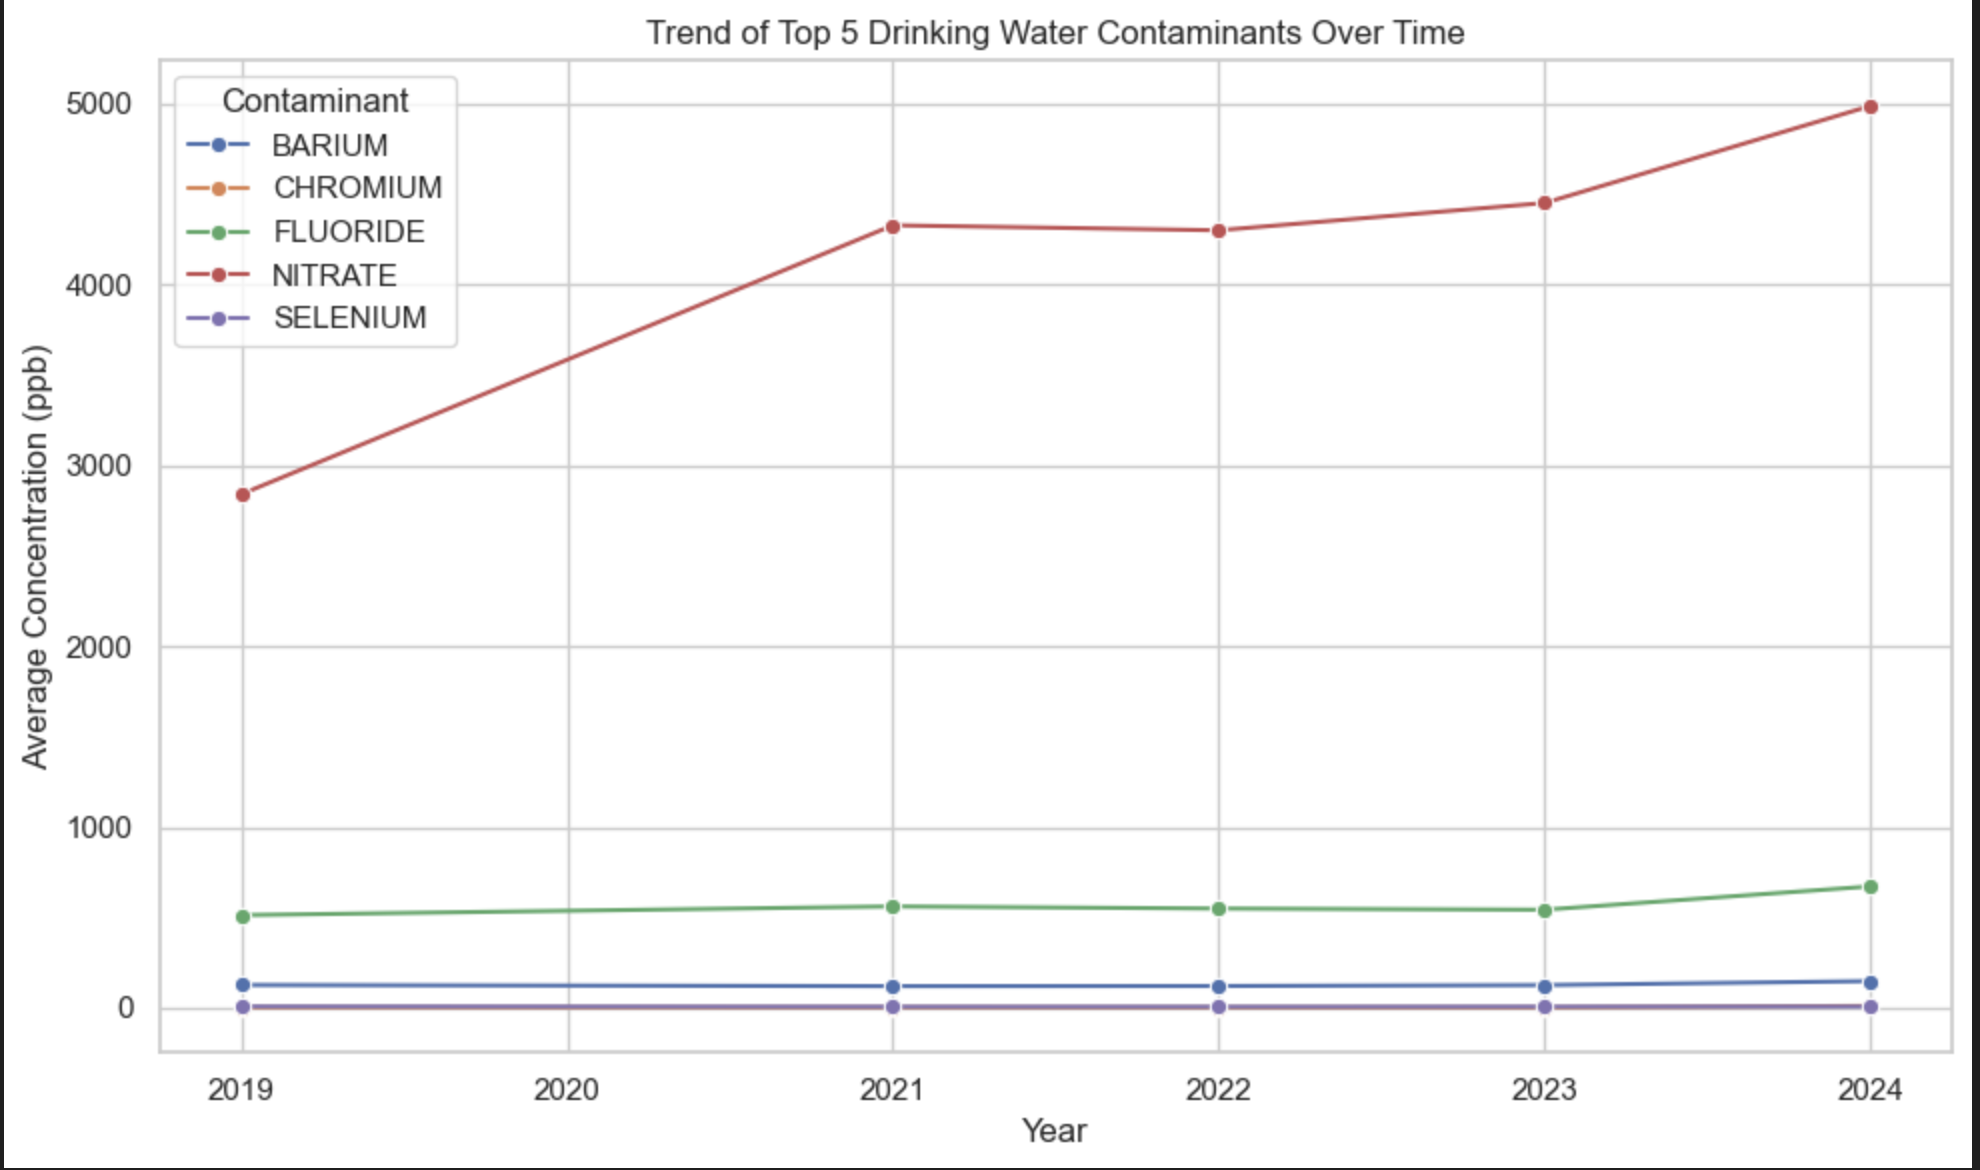 Trend of Top 5 Drinking Water Contaminants Over Time
Contaminant
BARIUM
CHROMIUM
FLUORIDE
NITRATE
SELENIUM
Average Concentration (ppb)
5000
4000
3000
2000
1000
0
2019 2020 2021 2022 2023 2024
Year